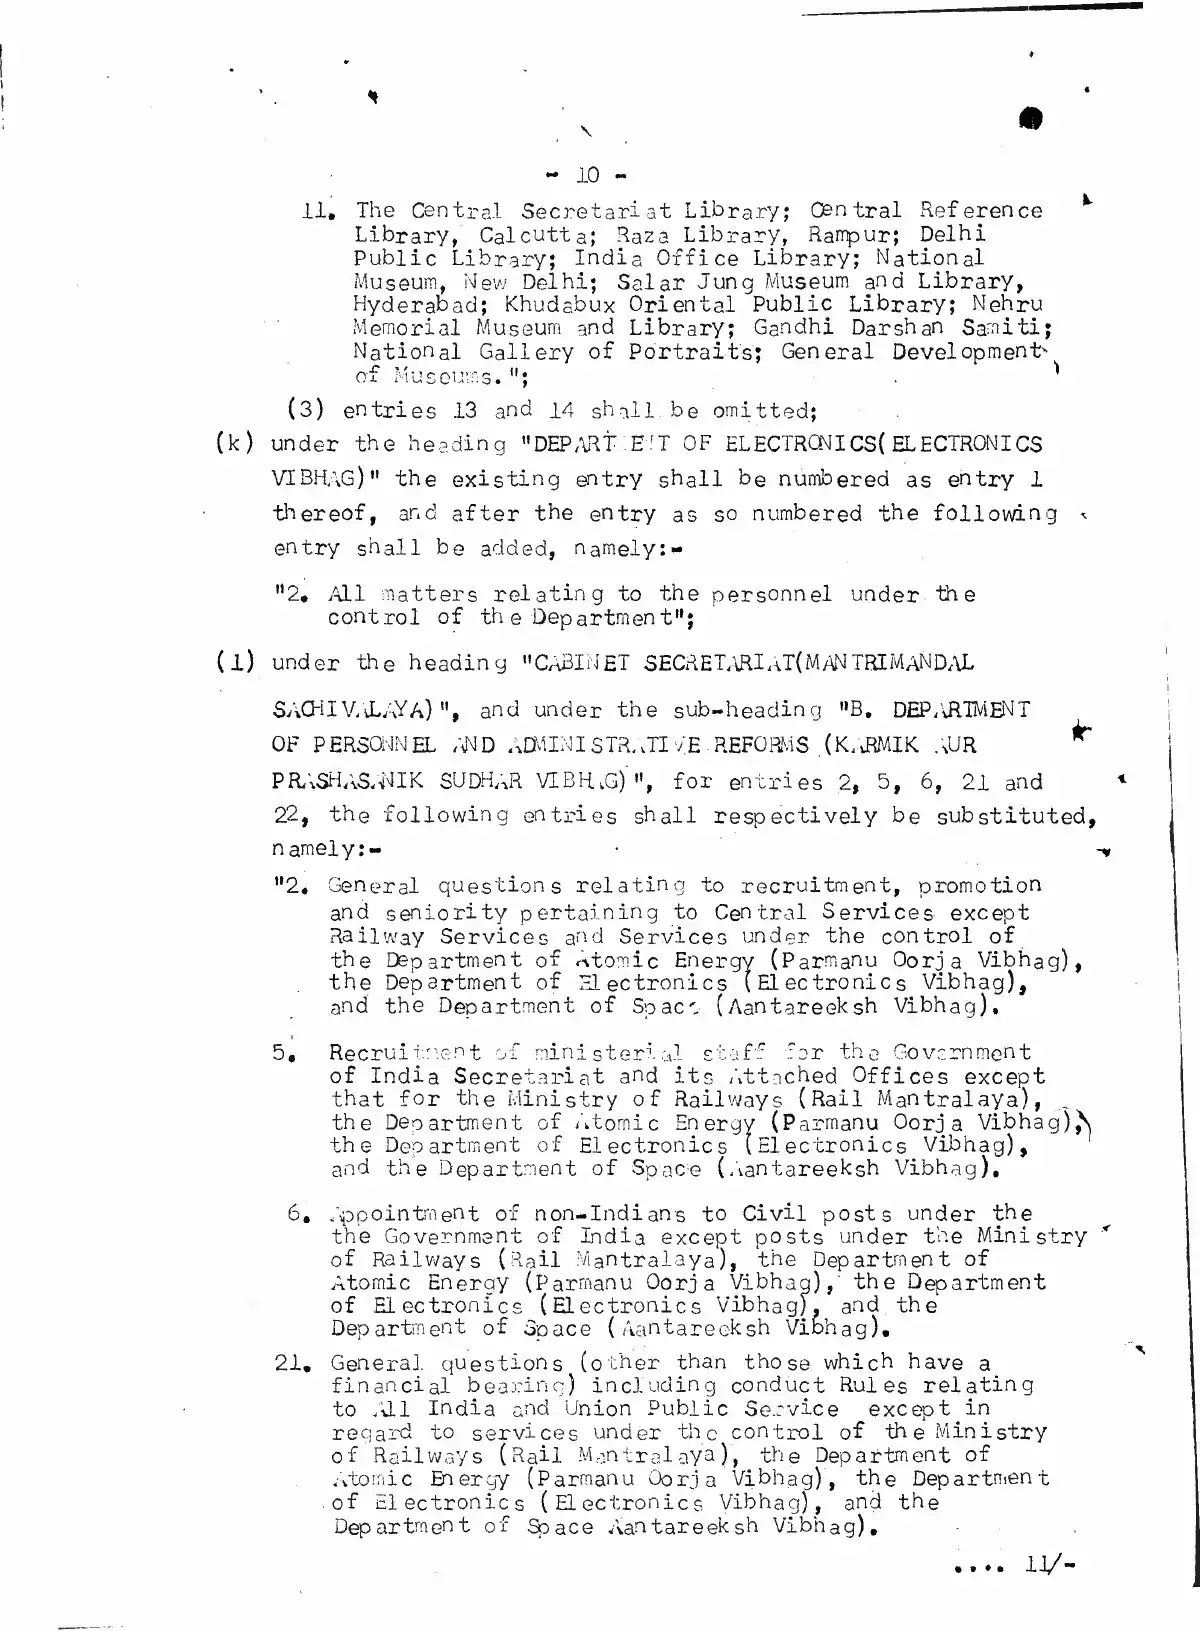 - 10 -
11. The Central Secretariat Library; Central Reference
Library, Calcutta; Raza Library, Rampur; Delhi
Public Library; India Office Library; National
Museum, New Delhi; Salar Jung Museum and Library,
Hyderabad; Khudabux Oriental Public Library; Nehru
Memorial Museum and Library; Gandhi Darshan Samiti;
National Gallery of Portraits; General Development
of Museums.";
(3) entries 13 and 14 shall be omitted;
(k) under the heading "DEPARTMENT OF ELECTRONICS(ELECTRONICS
VIBHAG)" the existing entry shall be numbered as entry 1
thereof, and after the entry as so numbered the following
entry shall be added, namely:-
"2. All matters relating to the personnel under the
control of the Department";
(l) under the heading "CABINET SECRETARIAT(MANTRIMANDAL
SACHIVALAYA)", and under the sub-heading "B. DEPARTMENT
OF PERSONNEL AND ADMINISTRATIVE REFORMS (KARMIK AUR
PRASHASANIK SUDHAR VIBHAG)", for entries 2, 5, 6, 21 and
22, the following entries shall respectively be substituted,
namely:-
"2. General questions relating to recruitment, promotion
and seniority pertaining to Central Services except
Railway Services and Services under the control of
the Department of Atomic Energy (Parmanu Oorja Vibhag),
the Department of Electronics (Electronics Vibhag),
and the Department of Space (Aantareeksh Vibhag).
5. Recruitment of ministerial staff for the Government
of India Secretariat and its Attached Offices except
that for the Ministry of Railways (Rail Mantralaya),
the Department of Atomic Energy (Parmanu Oorja Vibhag),
the Department of Electronics (Electronics Vibhag),
and the Department of Space (Aantareeksh Vibhag).
6. Appointment of non-Indians to Civil posts under the
the Government of India except posts under the Ministry
of Railways (Rail Mantralaya), the Department of
Atomic Energy (Parmanu Oorja Vibhag), the Department
of Electronics (Electronics Vibhag), and the
Department of Space (Aantareeksh Vibhag).
21. General questions (other than those which have a
financial bearing) including conduct Rules relating
to All India and Union Public Service except in
regard to services under the control of the Ministry
of Railways (Rail Mantralaya), the Department of
Atomic Energy (Parmanu Oorja Vibhag), the Department
of Electronics (Electronics Vibhag), and the
Department of Space Aantareeksh Vibhag).
.... 11/-